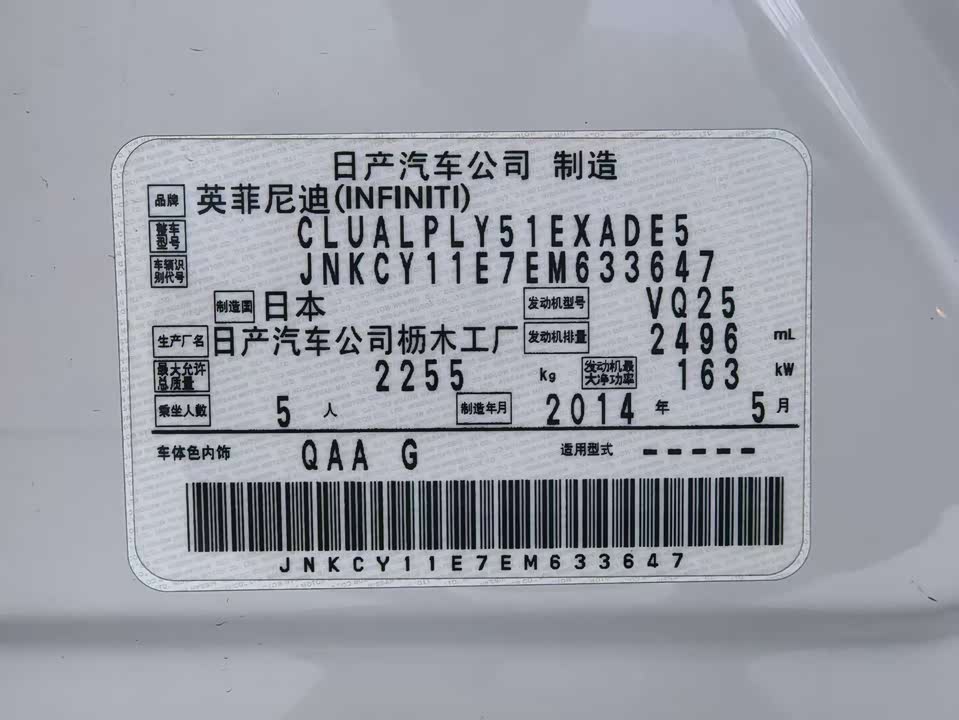 日产汽车公司 制造
品牌 英菲尼迪(INFINITI)
整车型号 CLUALPLY51EXADE5
车辆识别代号 JNKCY11E7EM633647
制造国 日本 发动机型号 VQ25
生产厂名 日产汽车公司枥木工厂 发动机排量 2496 mL
最大允许总质量 2255 kg 发动机最大净功率 163 kW
乘坐人数 5 人 制造年月 2014 年 5 月
车体色内饰 QAA G 适用型式 -----
JNKCY11E7EM633647